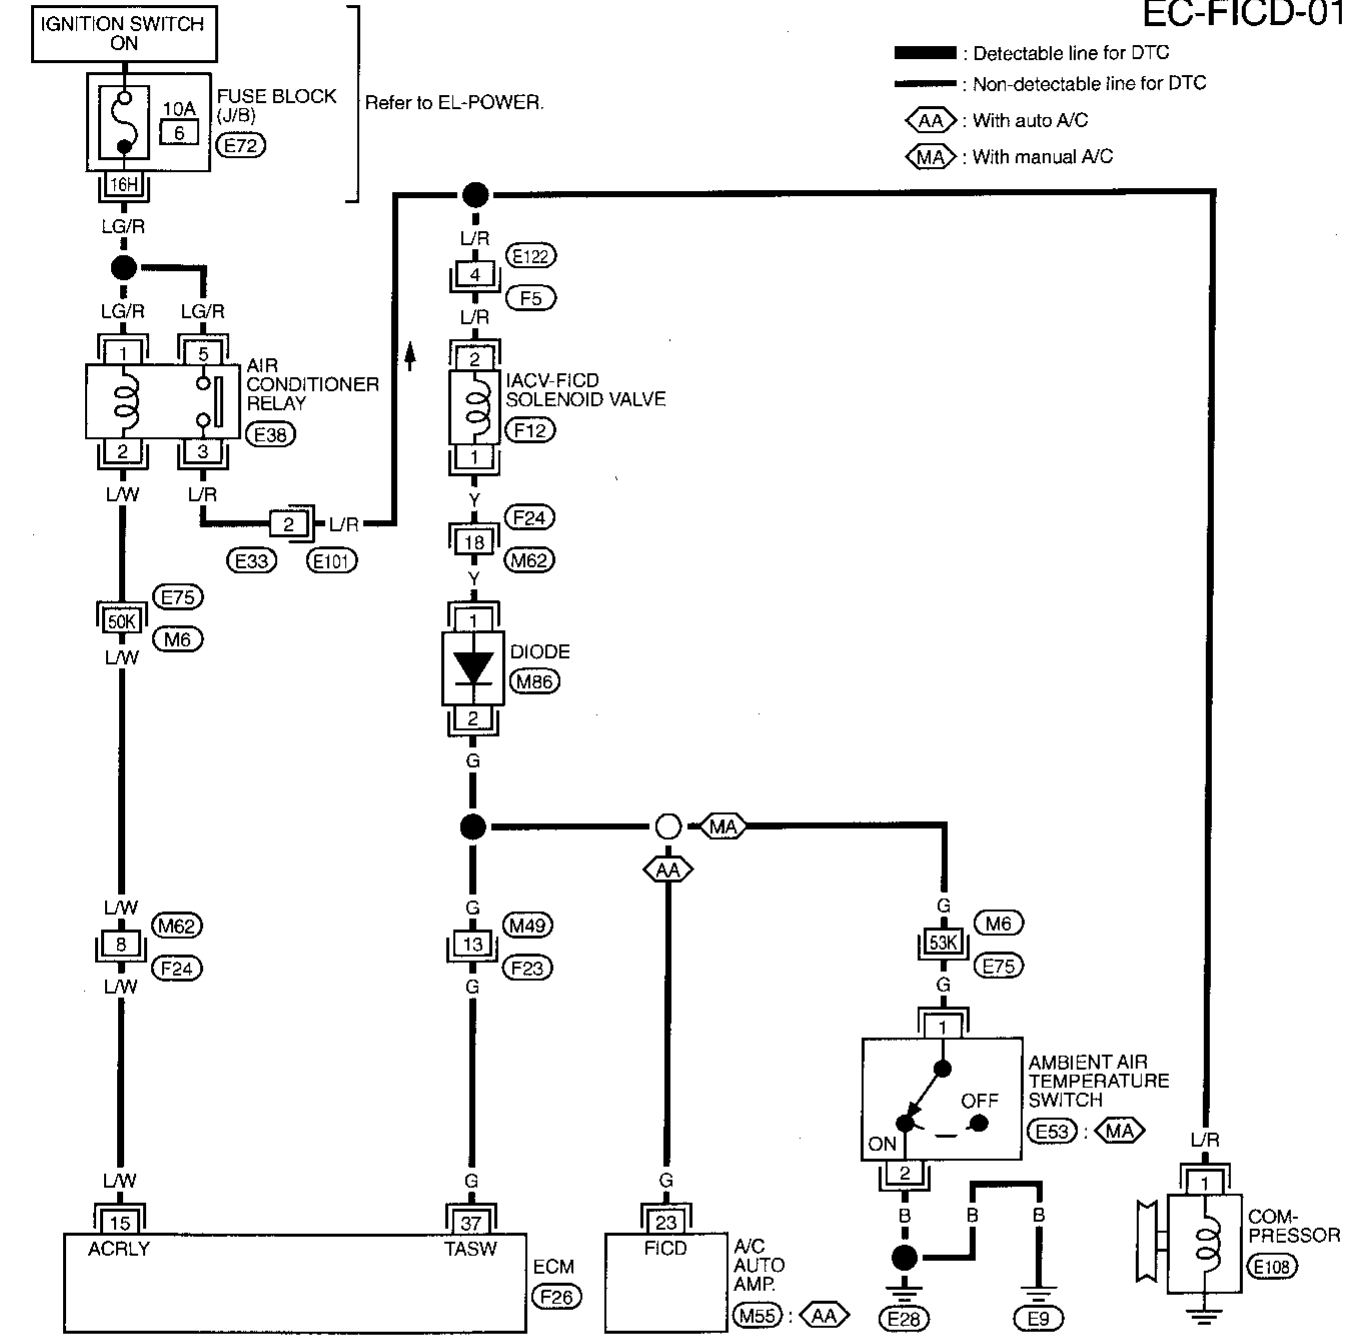 EC-FICD-01
IGNITION SWITCH
ON
FUSE BLOCK
(J/B)
E72
10A
6
16H
Refer to EL-POWER.
: Detectable line for DTC
: Non-detectable line for DTC
AA : With auto A/C
MA : With manual A/C
LG/R
LG/R LG/R
1 5
AIR
CONDITIONER
RELAY
E38
2 3
L/W L/R
2 L/R
E33 E101
L/R
4 E122
F5
L/R
2
IACV-FICD
SOLENOID VALVE
F12
1
Y
18 F24
M62
Y
1
DIODE
M86
2
G
50K E75
M6
L/W
L/W
8 M62
F24
L/W
L/W
15
ACRLY
MA
AA
G
13 M49
F23
G
G
37
TASW
ECM
F26
G
23
FICD
A/C
AUTO
AMP.
M55 : AA
G
53K M6
E75
G
1
AMBIENT AIR
TEMPERATURE
SWITCH
E53 : MA
OFF
ON
2
B B B
E28 E9
L/R
1
COM-
PRESSOR
E108